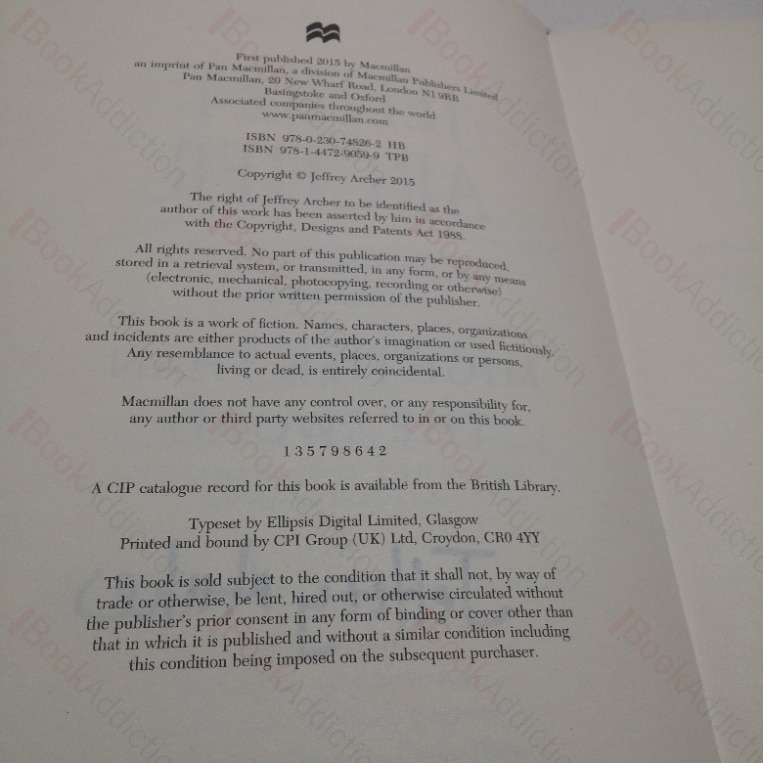 First published 2015 by Macmillan
an imprint of Pan Macmillan, a division of Macmillan Publishers Limited
Pan Macmillan, 20 New Wharf Road, London N1 9RR
Basingstoke and Oxford
Associated companies throughout the world
www.panmacmillan.com
ISBN 978-0-230-74826-2 HB
ISBN 978-1-4472-9059-9 TPB
Copyright © Jeffrey Archer 2015
The right of Jeffrey Archer to be identified as the
author of this work has been asserted by him in accordance
with the Copyright, Designs and Patents Act 1988.
All rights reserved. No part of this publication may be reproduced,
stored in a retrieval system, or transmitted, in any form, or by any means
(electronic, mechanical, photocopying, recording or otherwise)
without the prior written permission of the publisher.
This book is a work of fiction. Names, characters, places, organizations
and incidents are either products of the author's imagination or used fictitiously.
Any resemblance to actual events, places, organizations or persons,
living or dead, is entirely coincidental.
Macmillan does not have any control over, or any responsibility for,
any author or third party websites referred to in or on this book.
1 3 5 7 9 8 6 4 2
A CIP catalogue record for this book is available from the British Library.
Typeset by Ellipsis Digital Limited, Glasgow
Printed and bound by CPI Group (UK) Ltd, Croydon, CR0 4YY
This book is sold subject to the condition that it shall not, by way of
trade or otherwise, be lent, hired out, or otherwise circulated without
the publisher's prior consent in any form of binding or cover other than
that in which it is published and without a similar condition including
this condition being imposed on the subsequent purchaser.
BookAddiction